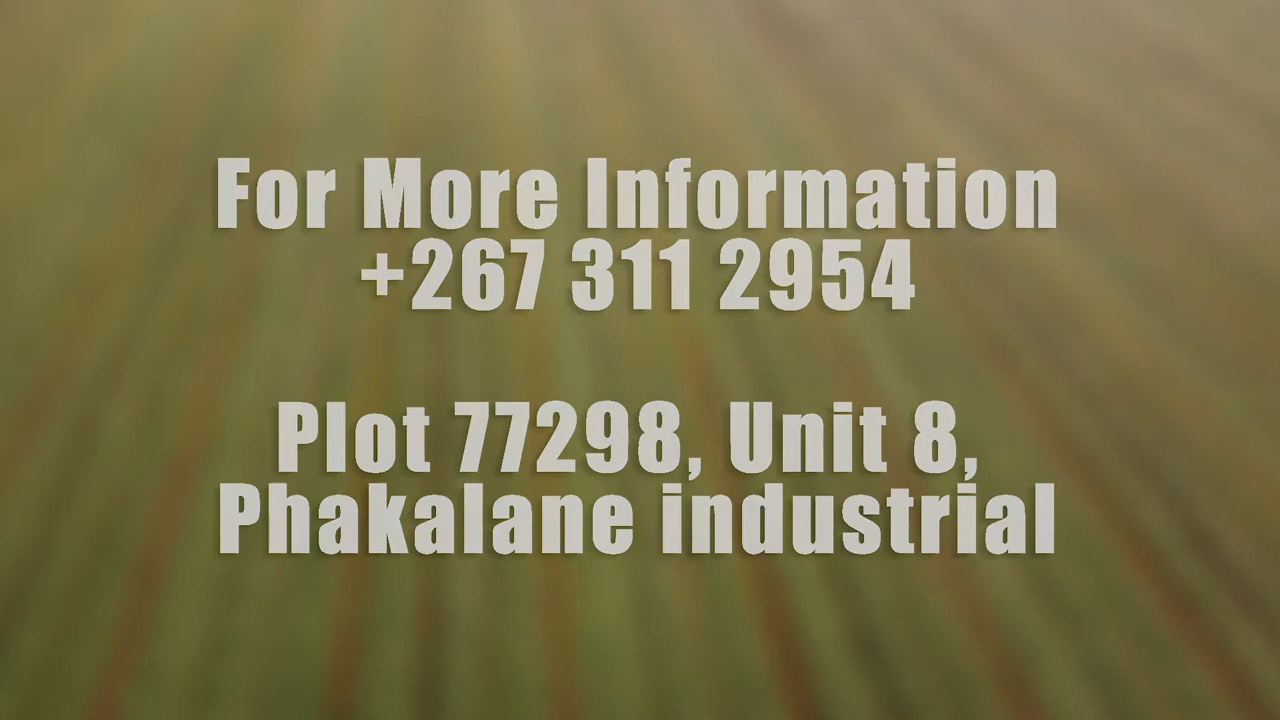 For More Information
+267 311 2954
Plot 77298, Unit 8,
Phakalane industrial